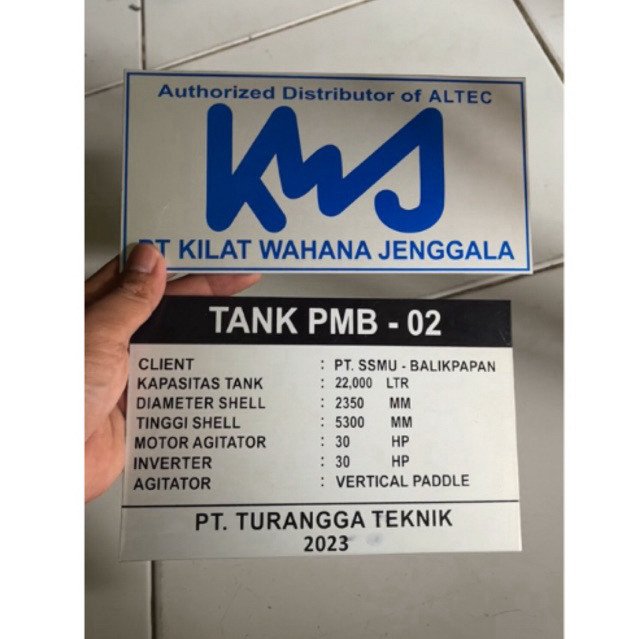 Authorized Distributor of ALTEC
KWJ
PT KILAT WAHANA JENGGALA
TANK PMB - 02
CLIENT : PT. SSMU - BALIKPAPAN
KAPASITAS TANK : 22,000 LTR
DIAMETER SHELL : 2350 MM
TINGGI SHELL : 5300 MM
MOTOR AGITATOR : 30 HP
INVERTER : 30 HP
AGITATOR : VERTICAL PADDLE
PT. TURANGGA TEKNIK
2023